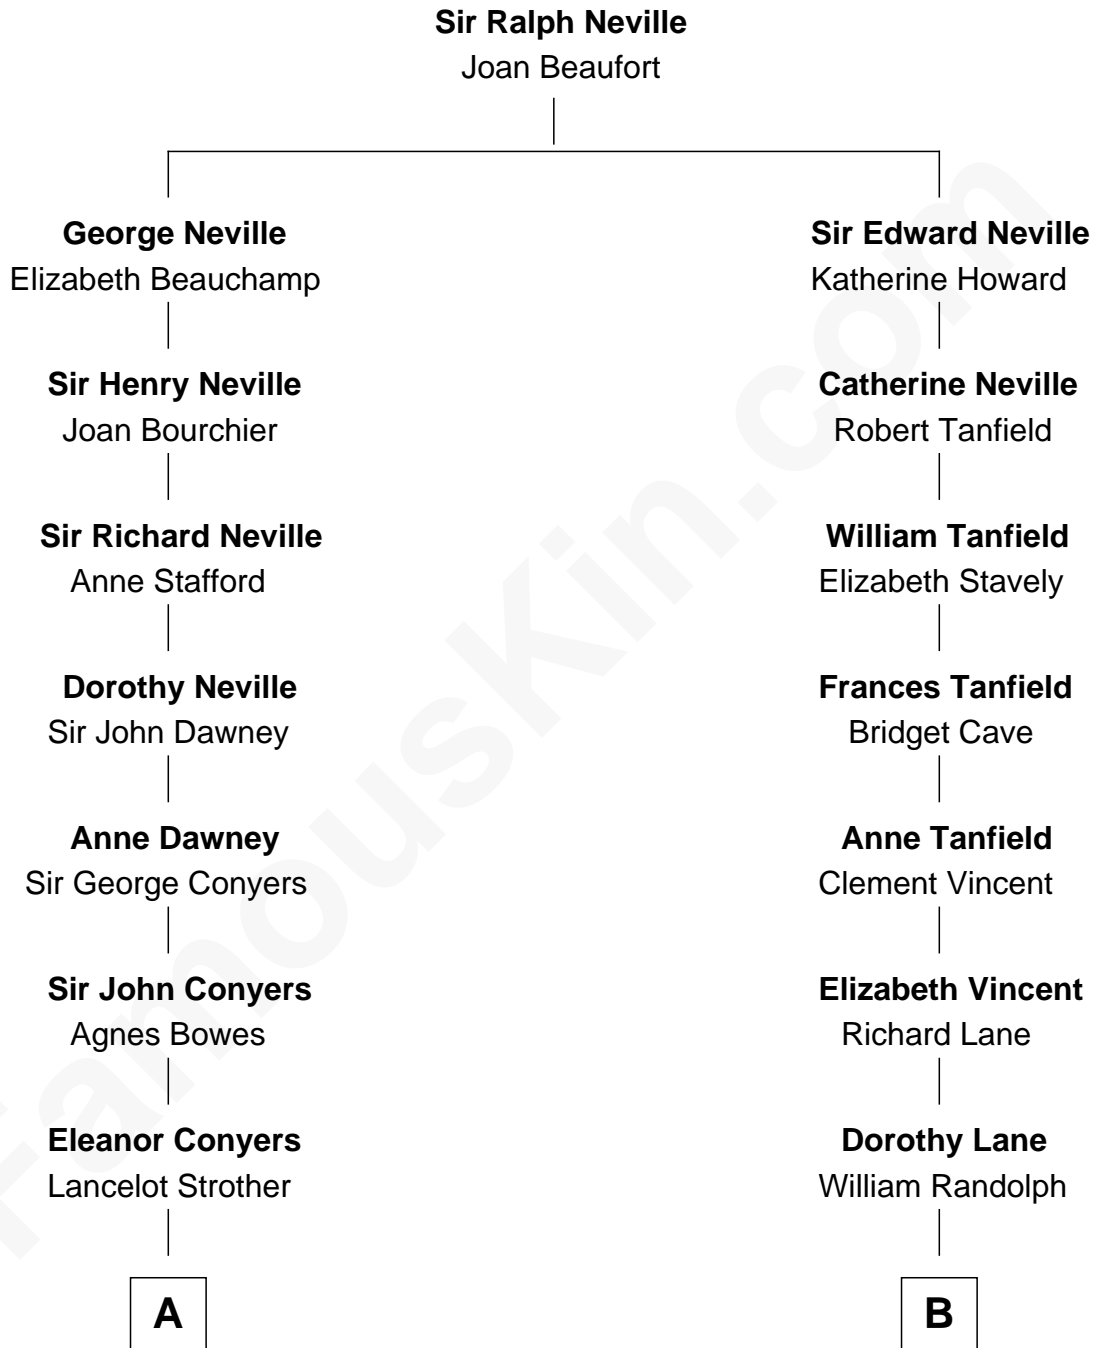 Sir Ralph Neville
Joan Beaufort
George Neville
Elizabeth Beauchamp
Sir Edward Neville
Katherine Howard
Sir Henry Neville
Joan Bourchier
Catherine Neville
Robert Tanfield
Sir Richard Neville
Anne Stafford
William Tanfield
Elizabeth Stavely
Dorothy Neville
Sir John Dawney
Frances Tanfield
Bridget Cave
Anne Dawney
Sir George Conyers
Anne Tanfield
Clement Vincent
Sir John Conyers
Agnes Bowes
Elizabeth Vincent
Richard Lane
Eleanor Conyers
Lancelot Strother
Dorothy Lane
William Randolph
A
B
FamousKin.com